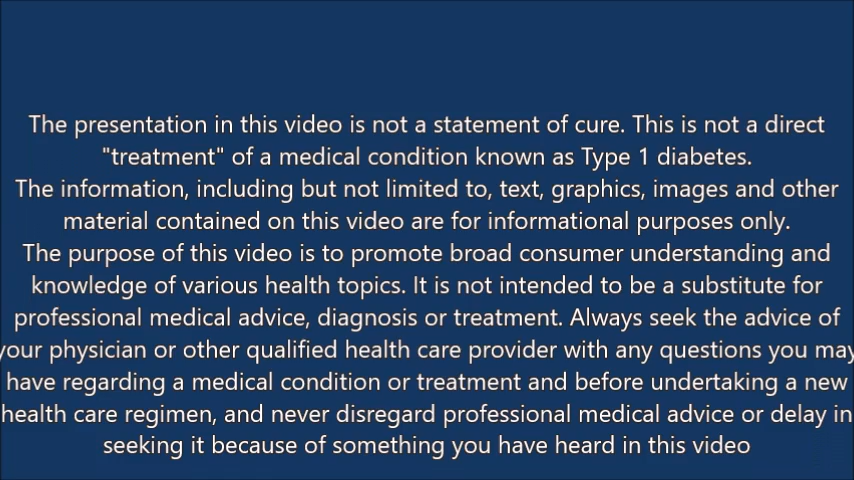 The presentation in this video is not a statement of cure. This is not a direct
"treatment" of a medical condition known as Type 1 diabetes.
The information, including but not limited to, text, graphics, images and other
material contained on this video are for informational purposes only.
The purpose of this video is to promote broad consumer understanding and
knowledge of various health topics. It is not intended to be a substitute for
professional medical advice, diagnosis or treatment. Always seek the advice of
your physician or other qualified health care provider with any questions you may
have regarding a medical condition or treatment and before undertaking a new
health care regimen, and never disregard professional medical advice or delay in
seeking it because of something you have heard in this video